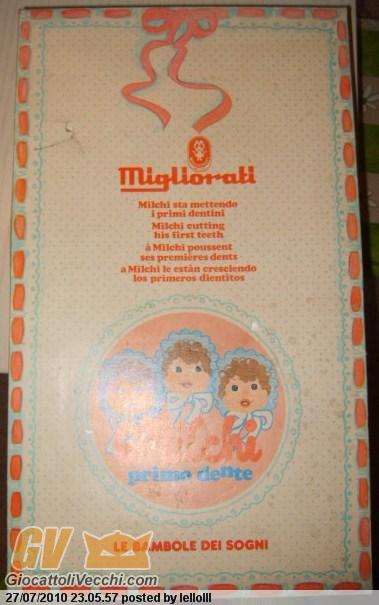 Migliorati
Milchi sta mettendo
i primi dentini
Milchi cutting
his first teeth
à Milchi poussent
ses premières dents
a Milchi le están cresciendo
los primeros dientitos
Milchi
primo dente
LE BAMBOLE DEI SOGNI
GV
GiocattoliVecchi.com
27/07/2010 23.05.57 posted by lellolll